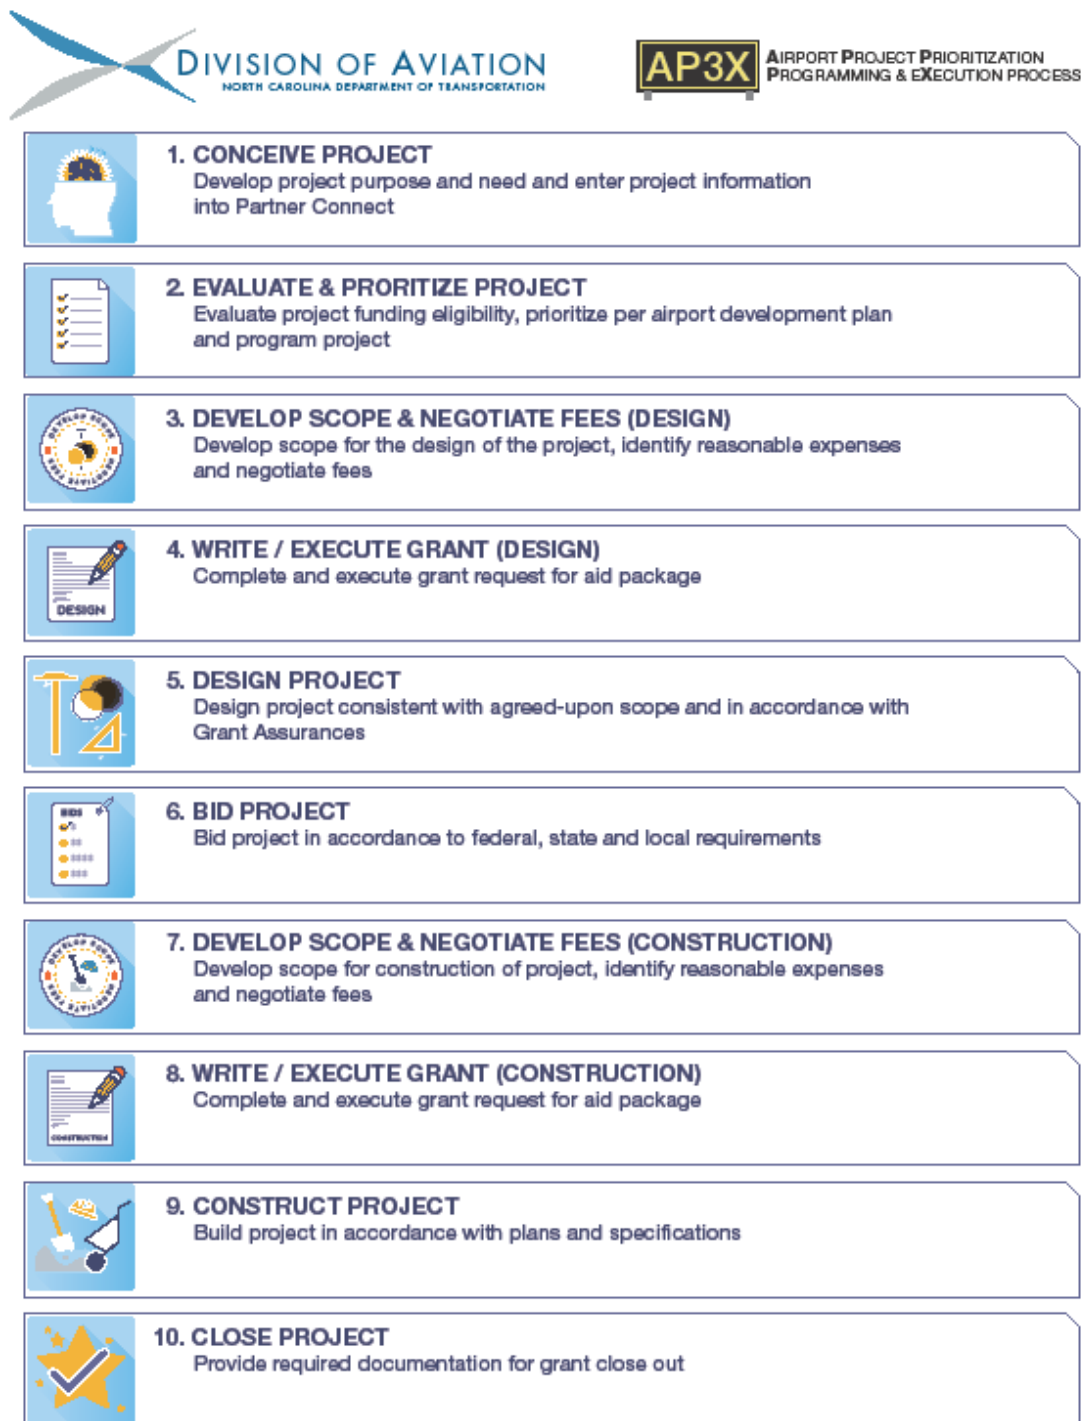 DIVISION OF AVIATION
NORTH CAROLINA DEPARTMENT OF TRANSPORTATION
AP3X
AIRPORT PROJECT PRIORITIZATION
PROGRAMMING & EXECUTION PROCESS
1. CONCEIVE PROJECT
Develop project purpose and need and enter project information
into Partner Connect
2. EVALUATE & PRORITIZE PROJECT
Evaluate project funding eligibility, prioritize per airport development plan
and program project
DEVELOP SCOPE
NEGOTIATE FEES
3. DEVELOP SCOPE & NEGOTIATE FEES (DESIGN)
Develop scope for the design of the project, identify reasonable expenses
and negotiate fees
DESIGN
4. WRITE / EXECUTE GRANT (DESIGN)
Complete and execute grant request for aid package
5. DESIGN PROJECT
Design project consistent with agreed-upon scope and in accordance with
Grant Assurances
BIDS
$
$$
$$$$
$$$
6. BID PROJECT
Bid project in accordance to federal, state and local requirements
DEVELOP SCOPE
NEGOTIATE FEES
7. DEVELOP SCOPE & NEGOTIATE FEES (CONSTRUCTION)
Develop scope for construction of project, identify reasonable expenses
and negotiate fees
CONSTRUCTION
8. WRITE / EXECUTE GRANT (CONSTRUCTION)
Complete and execute grant request for aid package
9. CONSTRUCT PROJECT
Build project in accordance with plans and specifications
10. CLOSE PROJECT
Provide required documentation for grant close out